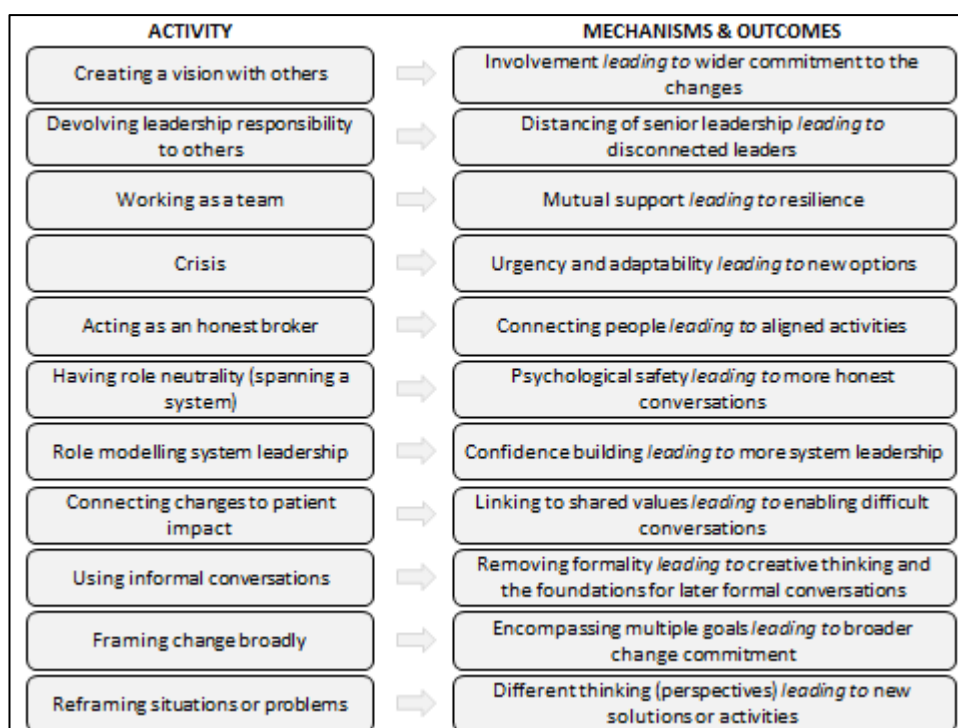 ACTIVITY MECHANISMS & OUTCOMES
Creating a vision with others
Involvement leading to wider commitment to the
changes
Devolving leadership responsibility
to others
Distancing of senior leadership leading to
disconnected leaders
Working as a team
Mutual support leading to resilience
Crisis
Urgency and adaptability leading to new options
Acting as an honest broker
Connecting people leading to aligned activities
Having role neutrality (spanning a
system)
Psychological safety leading to more honest
conversations
Role modelling system leadership
Confidence building leading to more system leadership
Connecting changes to patient
impact
Linking to shared values leading to enabling difficult
conversations
Using informal conversations
Removing formality leading to creative thinking and
the foundations for later formal conversations
Framing change broadly
Encompassing multiple goals leading to broader
change commitment
Reframing situations or problems
Different thinking (perspectives) leading to new
solutions or activities